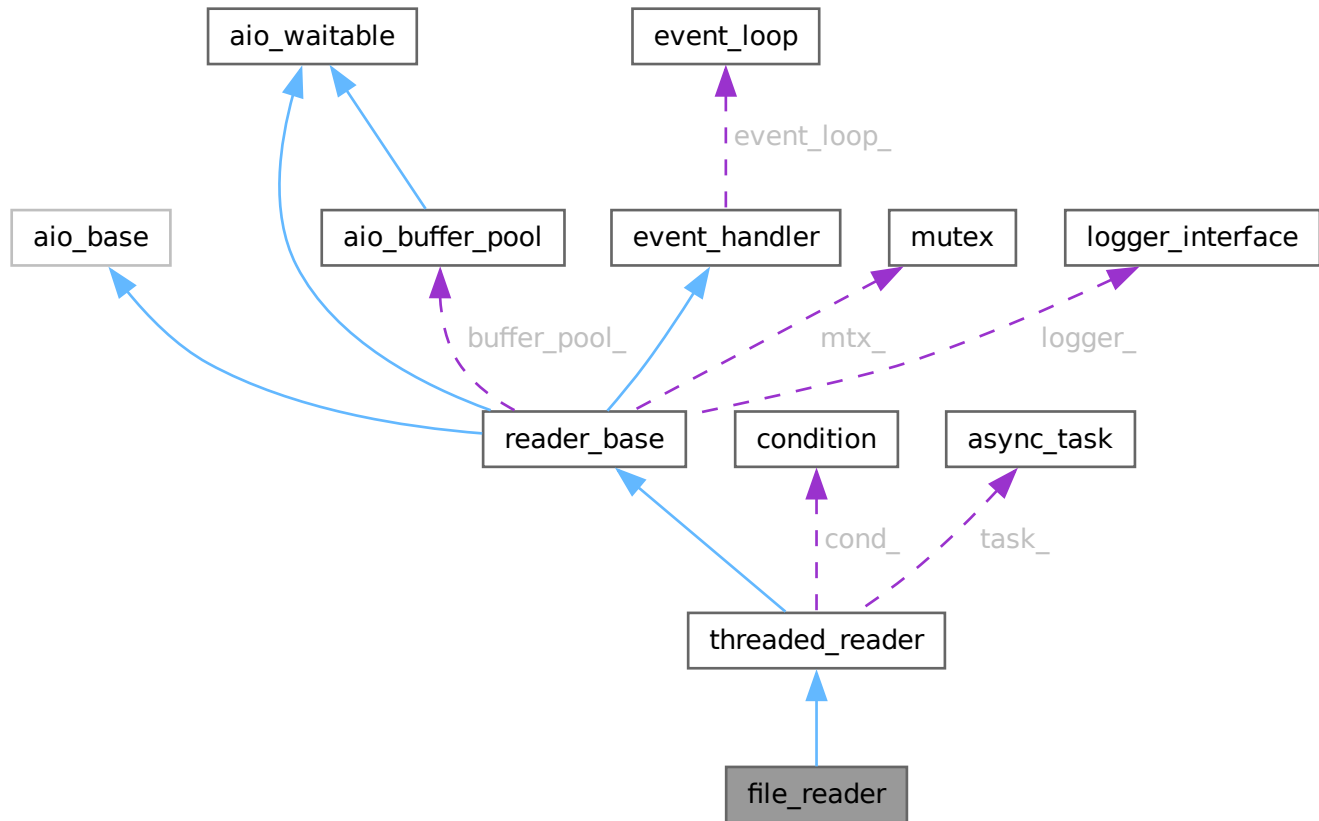 aio_waitable
event_loop
event_loop_
aio_base
aio_buffer_pool
event_handler
mutex
logger_interface
buffer_pool_
mtx_
logger_
reader_base
condition
async_task
cond_
task_
threaded_reader
file_reader